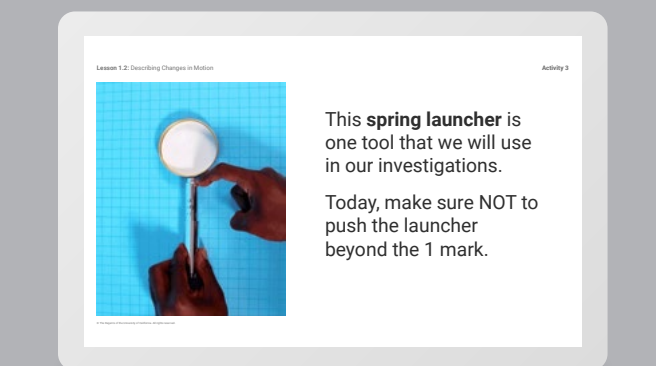 Lesson 1.2: Describing Changes in Motion
Activity 3
This spring launcher is
one tool that we will use
in our investigations.
Today, make sure NOT to
push the launcher
beyond the 1 mark.